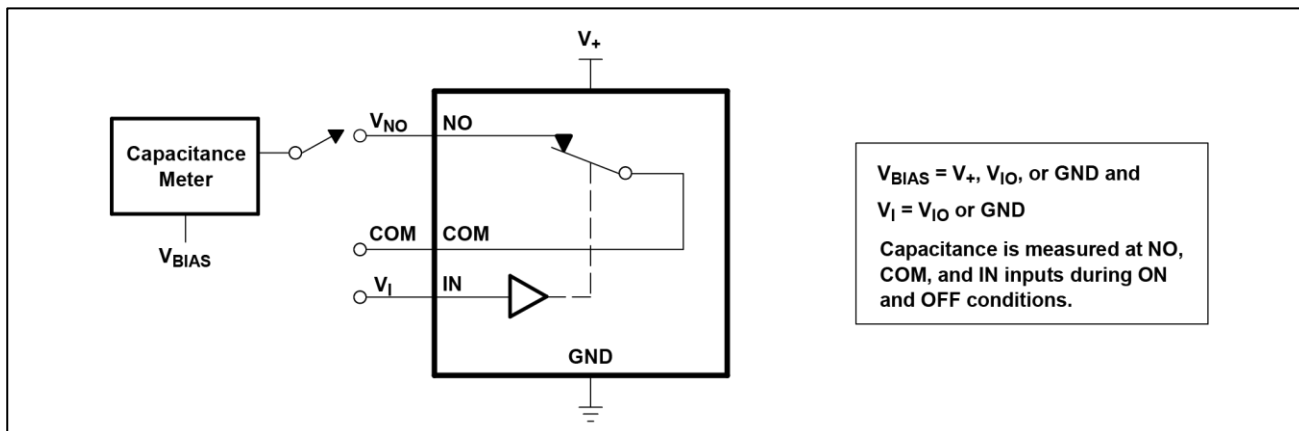 V+
Capacitance
Meter
VBIAS
VNO
NO
COM
COM
VI
IN
GND
VBIAS = V+, VIO, or GND and
VI = VIO or GND
Capacitance is measured at NO,
COM, and IN inputs during ON
and OFF conditions.